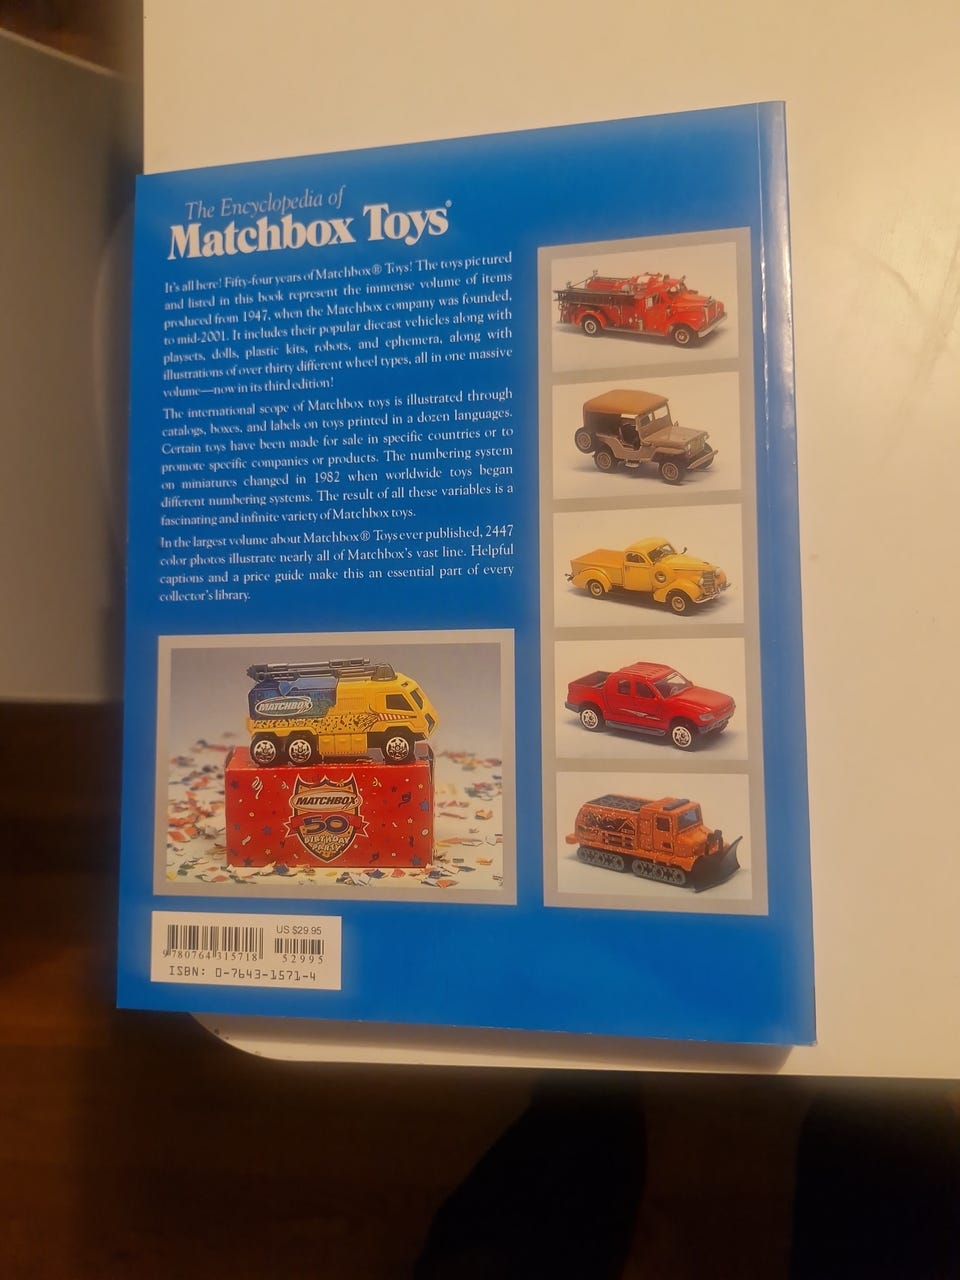 The Encyclopedia of
Matchbox Toys®
It's all here! Fifty-four years of Matchbox® Toys! The toys pictured
and listed in this book represent the immense volume of items
produced from 1947, when the Matchbox company was founded,
to mid-2001. It includes their popular diecast vehicles along with
playsets, dolls, plastic kits, robots, and ephemera, along with
illustrations of over thirty different wheel types, all in one massive
volume—now in its third edition!
The international scope of Matchbox toys is illustrated through
catalogs, boxes, and labels on toys printed in a dozen languages.
Certain toys have been made for sale in specific countries or to
promote specific companies or products. The numbering system
on miniatures changed in 1982 when worldwide toys began
different numbering systems. The result of all these variables is a
fascinating and infinite variety of Matchbox toys.
In the largest volume about Matchbox® Toys ever published, 2447
color photos illustrate nearly all of Matchbox's vast line. Helpful
captions and a price guide make this an essential part of every
collector's library.
MATCHBOX
MATCHBOX
50
BIRTHDAY
PARTY
US $29.95
9 780764 315718
52995
ISBN: 0-7643-1571-4